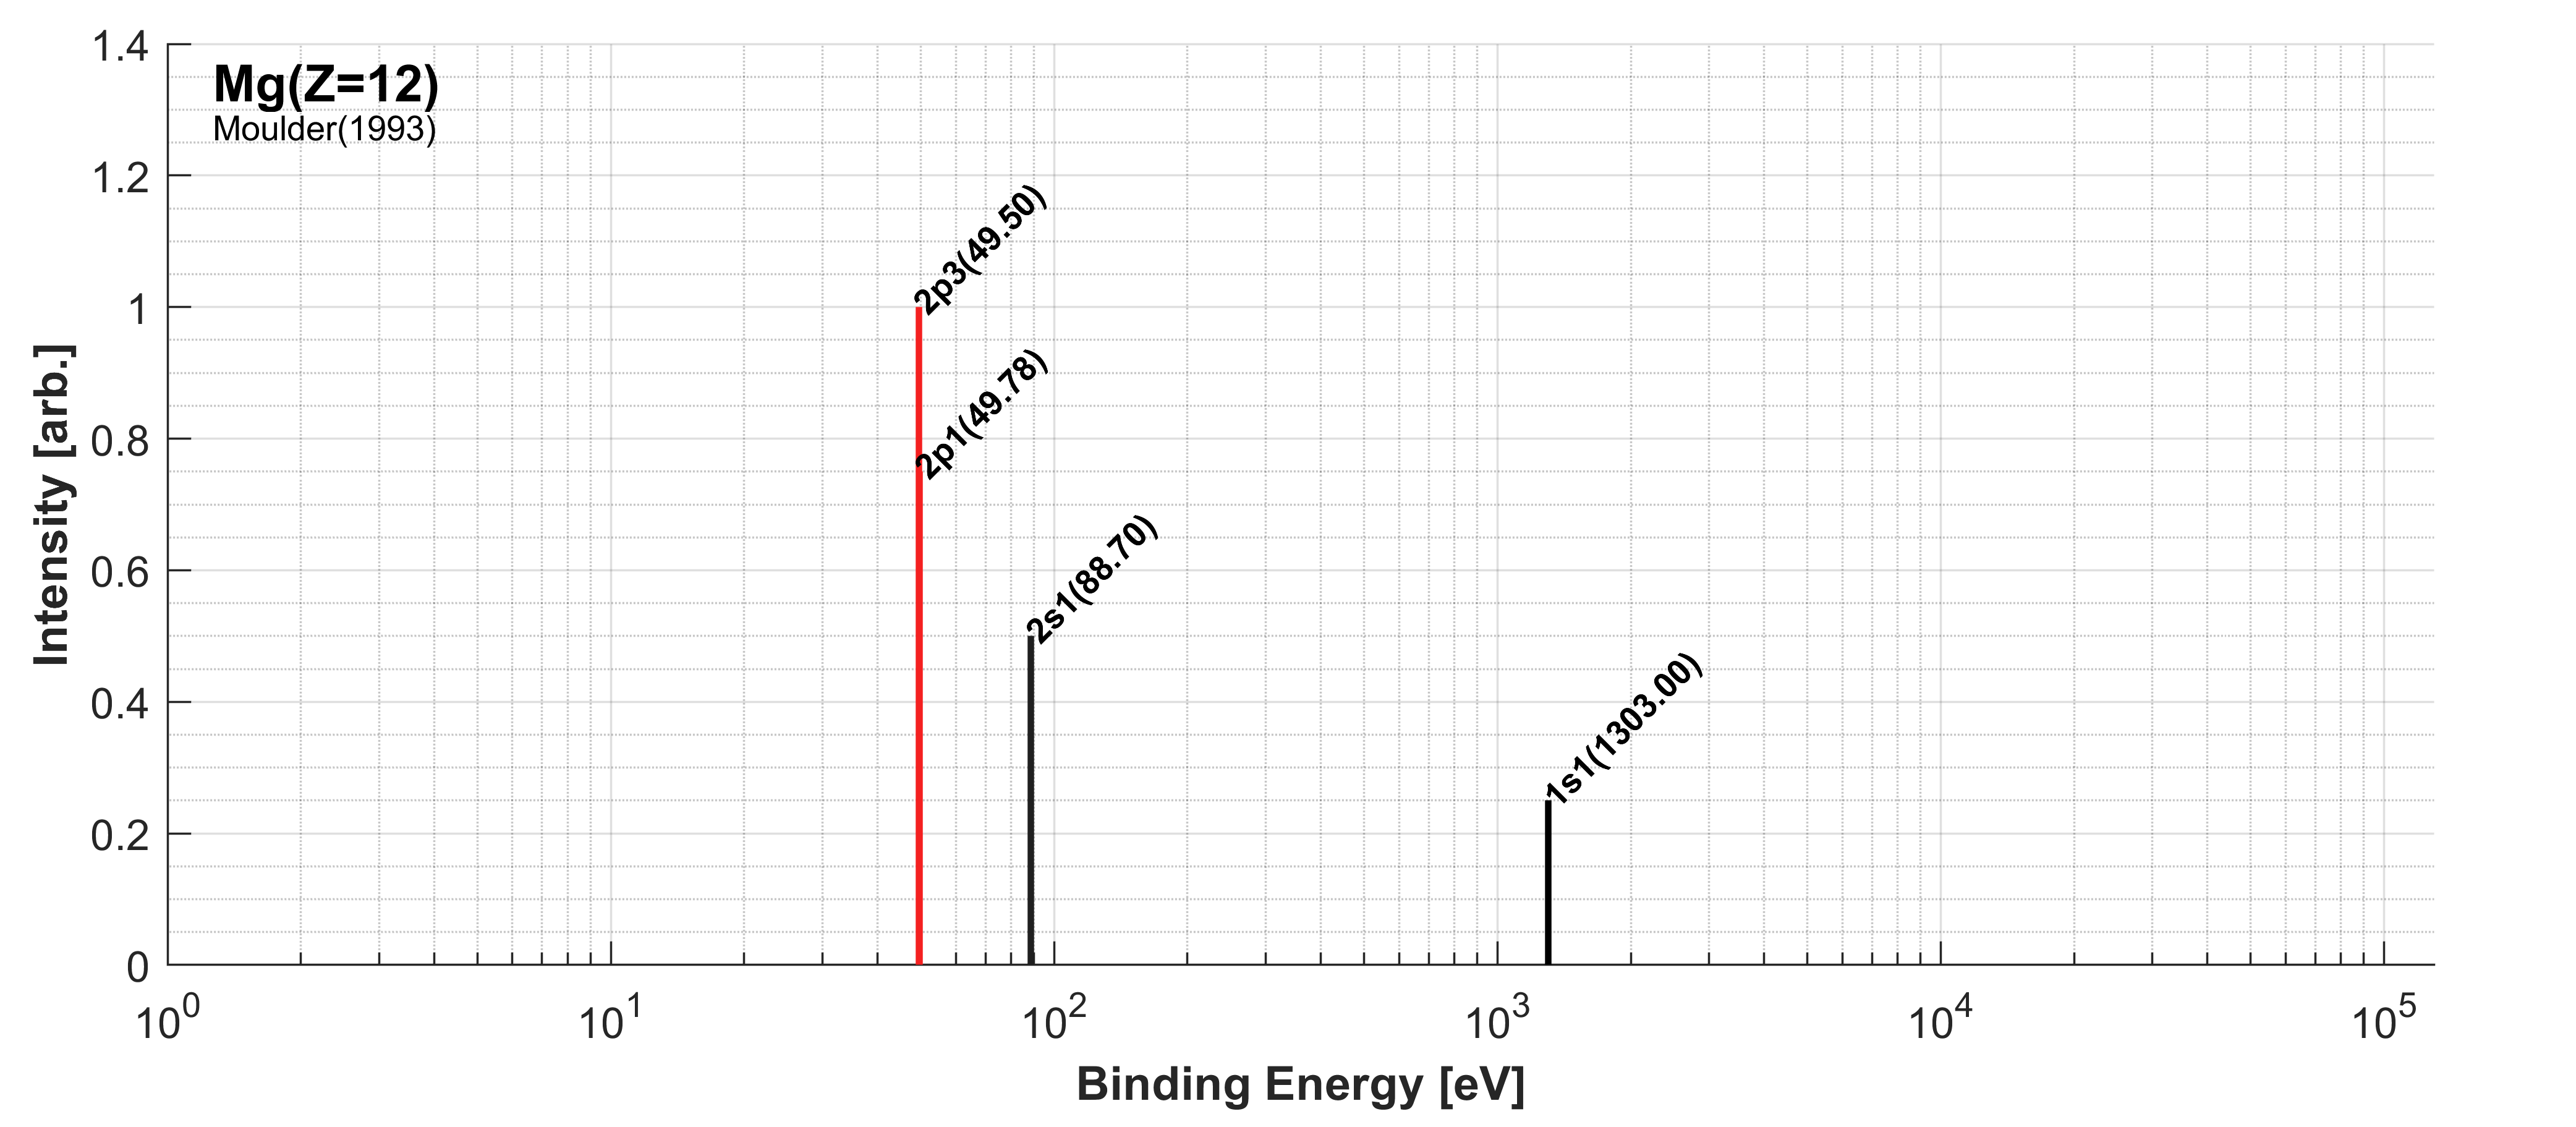 Mg(Z=12)
Moulder(1993)
1.4
1.2
1
0.8
0.6
0.4
0.2
0
Intensity [arb.]
2p3(49.50)
2p1(49.78)
2s1(88.70)
1s1(1303.00)
10^0 10^1 10^2 10^3 10^4 10^5
Binding Energy [eV]